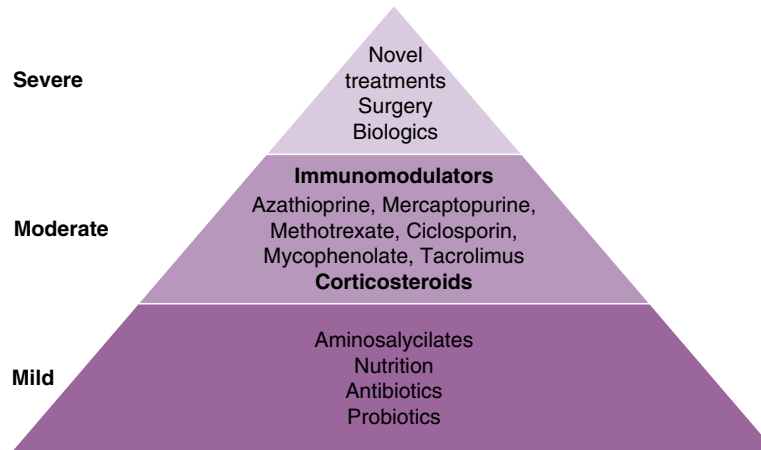 Severe
Novel
treatments
Surgery
Biologics
Moderate
Immunomodulators
Azathioprine, Mercaptopurine,
Methotrexate, Ciclosporin,
Mycophenolate, Tacrolimus
Corticosteroids
Mild
Aminosalycilates
Nutrition
Antibiotics
Probiotics